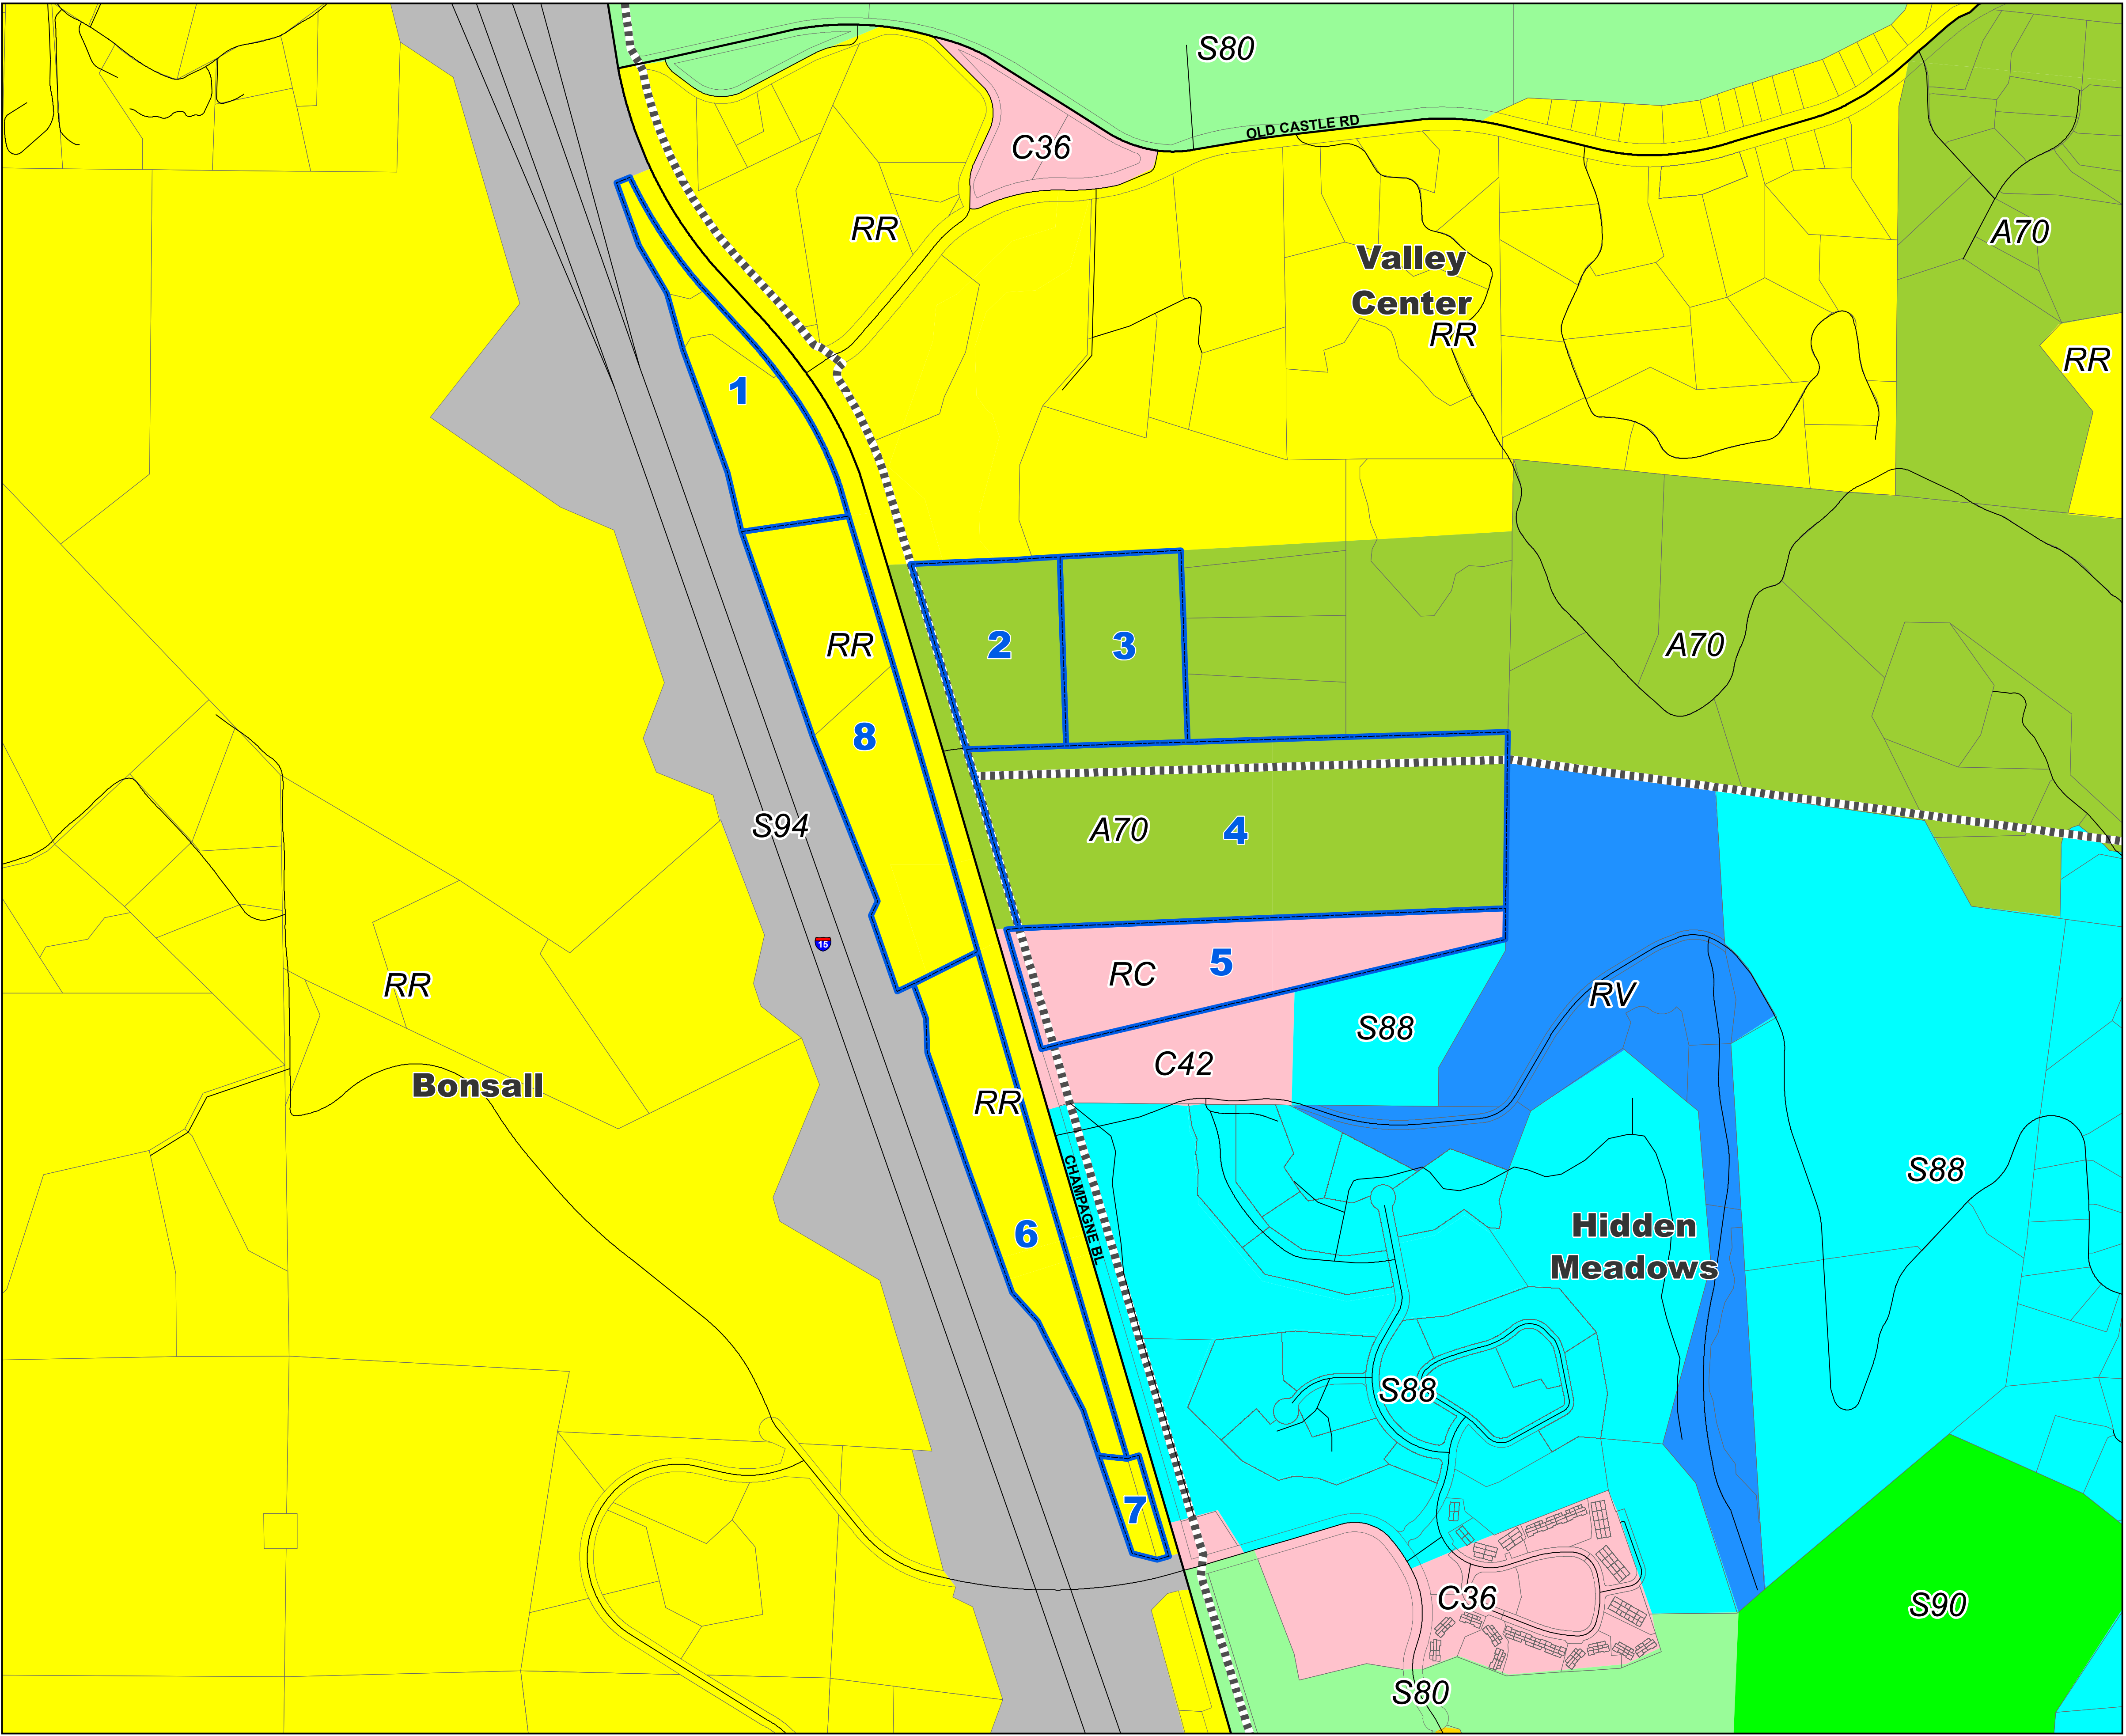 S80
OLD CASTLE RD
C36
RR
A70
Valley
Center
RR
RR
1
RR
2
3
A70
8
S94
A70
4
15
RC
5
RR
RV
S88
C42
Bonsall
RR
CHAMPAGNE BL
S88
6
Hidden
Meadows
S88
7
C36
S90
S80